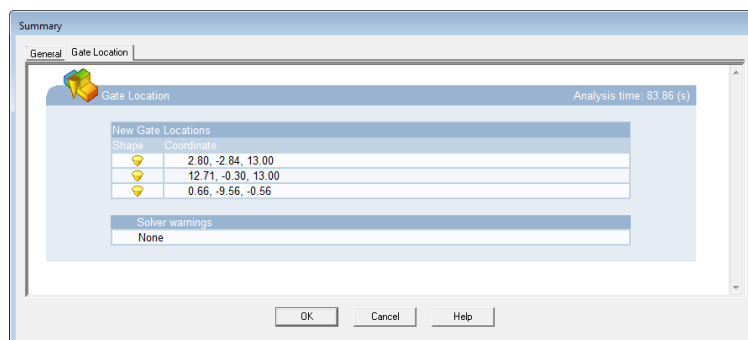 Summary
General Gate Location
Gate Location Analysis time: 83.86 (s)
New Gate Locations
Shape Coordinate
2.80, -2.84, 13.00
12.71, -0.30, 13.00
0.66, -9.56, -0.56
Solver warnings
None
OK Cancel Help